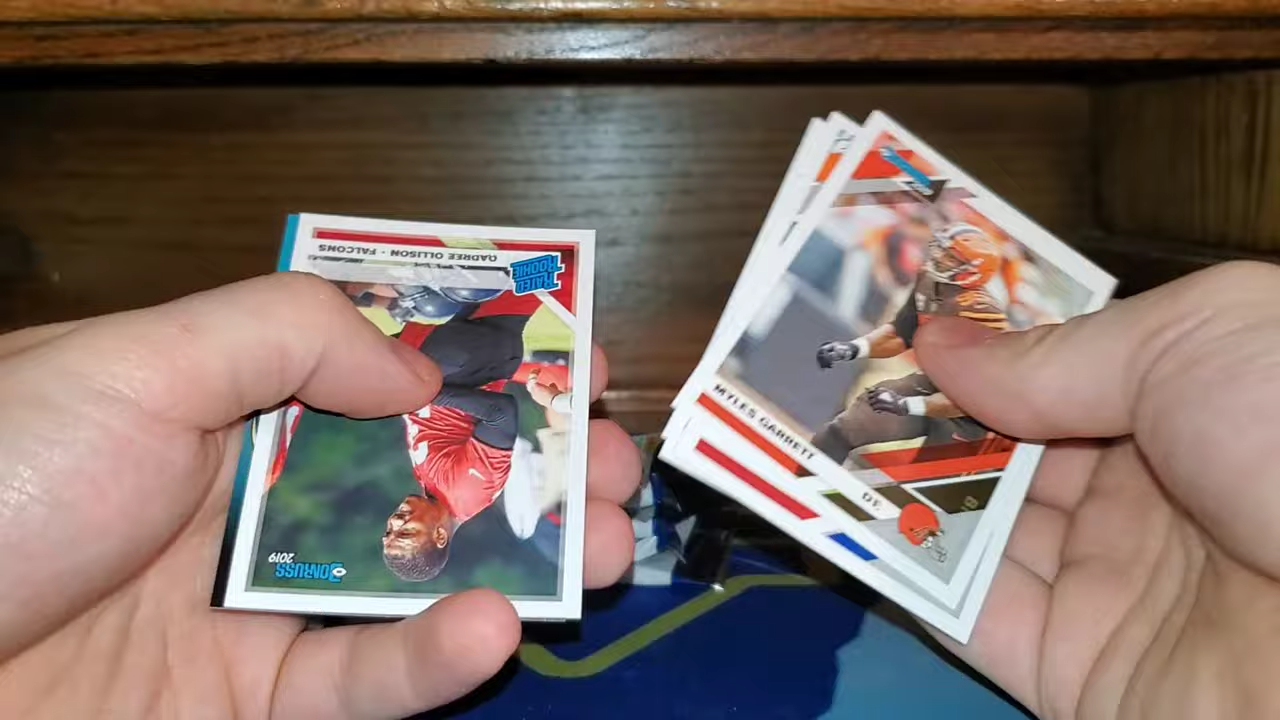 QADREE OLLISON • FALCONS
RATED
ROOKIE
DONRUSS
2019
MYLES GARRETT
DE